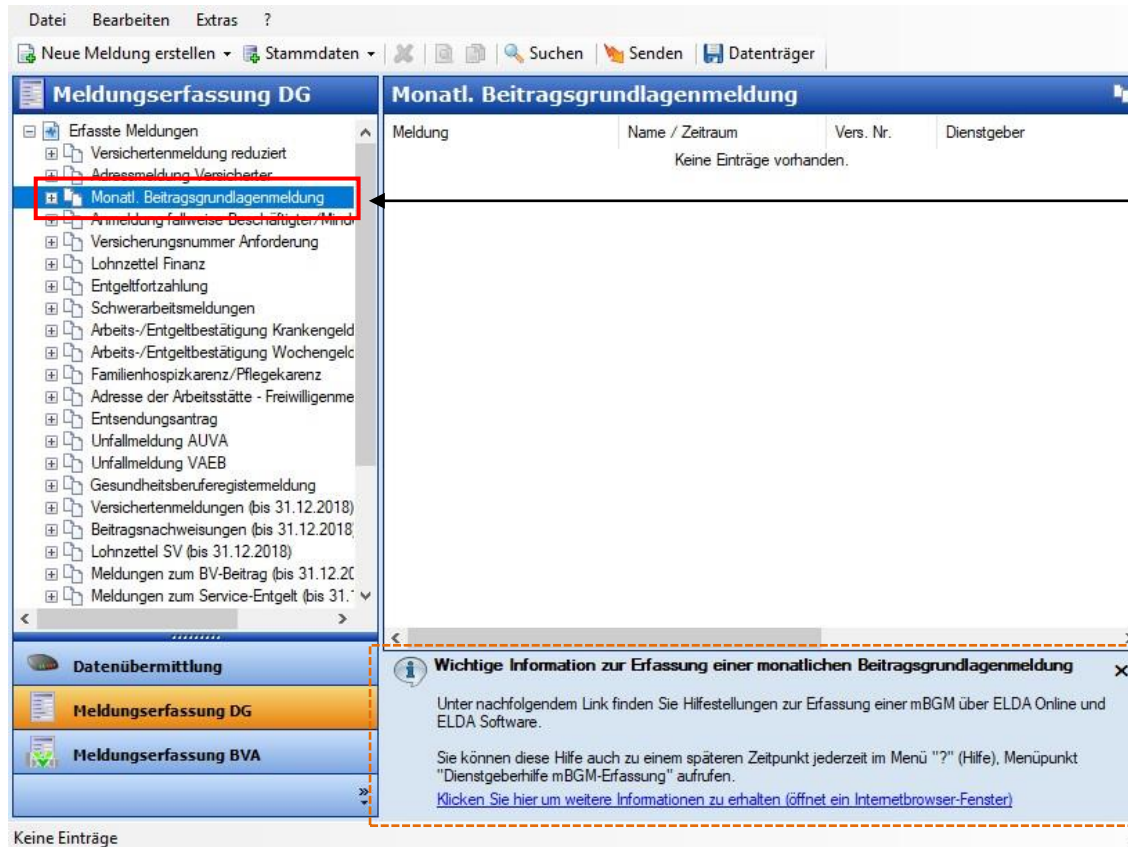 Datei Bearbeiten Extras ?
Neue Meldung erstellen Stammdaten Suchen Senden Datenträger
Meldungserfassung DG
Erfasste Meldungen
Versichertenmeldung reduziert
Adressmeldung Versicherter
Monatl. Beitragsgrundlagenmeldung
Anmeldung fallweise Beschäftigter/Mind
Versicherungsnummer Anforderung
Lohnzettel Finanz
Entgeltfortzahlung
Schwerarbeitsmeldungen
Arbeits-/Entgeltbestätigung Krankengeld
Arbeits-/Entgeltbestätigung Wochengeld
Familienhospizkarenz/Pflegekarenz
Adresse der Arbeitsstätte - Freiwilligenme
Entsendungsantrag
Unfallmeldung AUVA
Unfallmeldung VAEB
Gesundheitsberuferegistermeldung
Versichertenmeldungen (bis 31.12.2018)
Beitragsnachweisungen (bis 31.12.2018
Lohnzettel SV (bis 31.12.2018)
Meldungen zum BV-Beitrag (bis 31.12.20
Meldungen zum Service-Entgelt (bis 31.1
Datenübermittlung
Meldungserfassung DG
Meldungserfassung BVA
Keine Einträge
Monatl. Beitragsgrundlagenmeldung
Meldung Name / Zeitraum Vers. Nr. Dienstgeber
Keine Einträge vorhanden.
Wichtige Information zur Erfassung einer monatlichen Beitragsgrundlagenmeldung
Unter nachfolgendem Link finden Sie Hilfestellungen zur Erfassung einer mBGM über ELDA Online und
ELDA Software.
Sie können diese Hilfe auch zu einem späteren Zeitpunkt jederzeit im Menü "?" (Hilfe), Menüpunkt
"Dienstgeberhilfe mBGM-Erfassung" aufrufen.
Klicken Sie hier um weitere Informationen zu erhalten (öffnet ein Internetbrowser-Fenster)